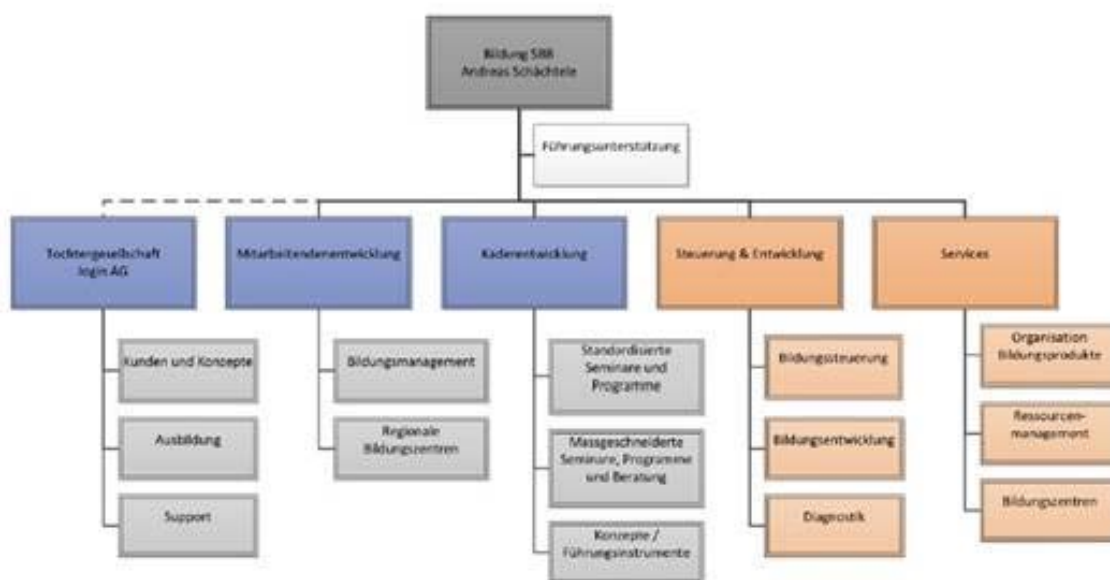 Bildung SBB
Andreas Schächtele
Führungsunterstützung
Tochtergesellschaft
login AG
Mitarbeitendenentwicklung
Kaderentwicklung
Steuerung & Entwicklung
Services
Kunden und Konzepte
Ausbildung
Support
Bildungsmanagement
Regionale
Bildungszentren
Standardisierte
Seminare und
Programme
Massgeschneiderte
Seminare, Programme
und Beratung
Konzepte /
Führungsinstrumente
Bildungssteuerung
Bildungsentwicklung
Diagnostik
Organisation
Bildungsprodukte
Ressourcen-
management
Bildungszentren